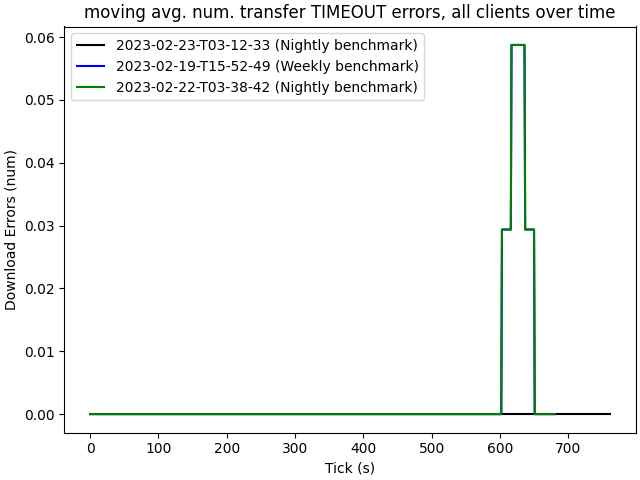 moving avg. num. transfer TIMEOUT errors, all clients over time
2023-02-23-T03-12-33 (Nightly benchmark)
2023-02-19-T15-52-49 (Weekly benchmark)
2023-02-22-T03-38-42 (Nightly benchmark)
Download Errors (num)
0.06
0.05
0.04
0.03
0.02
0.01
0.00
0 100 200 300 400 500 600 700
Tick (s)